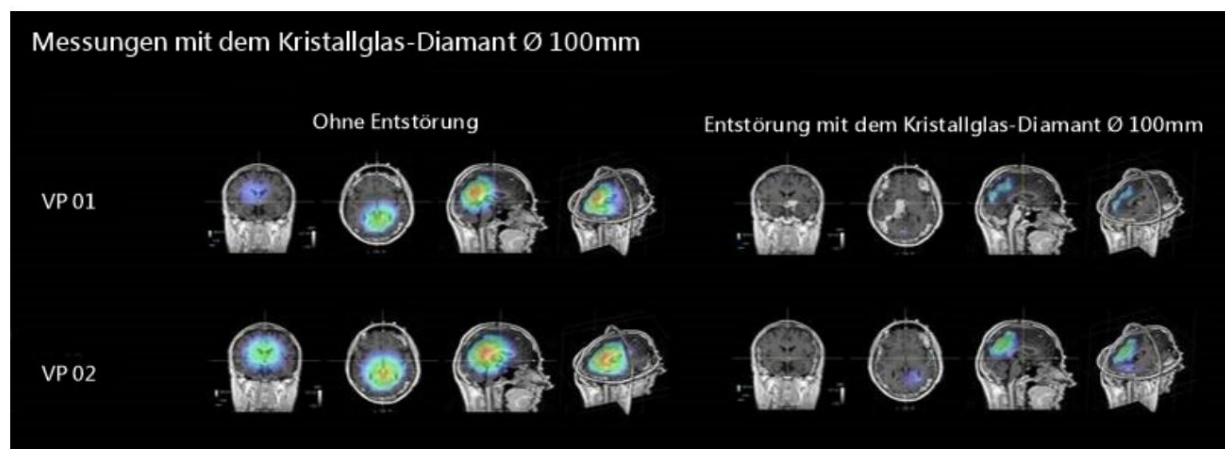 Messungen mit dem Kristallglas-Diamant Ø 100mm
Ohne Entstörung
Entstörung mit dem Kristallglas-Diamant Ø 100mm
VP 01
VP 02